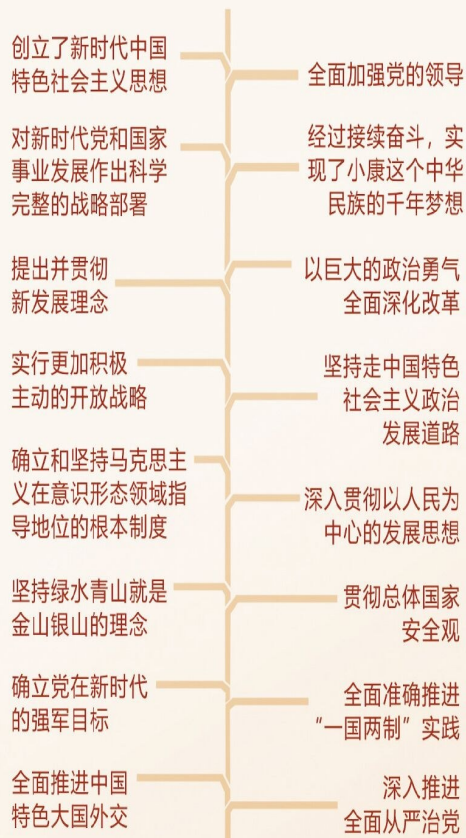 创立了新时代中国
特色社会主义思想
全面加强党的领导
对新时代党和国家
事业发展作出科学
完整的战略部署
经过接续奋斗，实
现了小康这个中华
民族的千年梦想
提出并贯彻
新发展理念
以巨大的政治勇气
全面深化改革
实行更加积极
主动的开放战略
坚持走中国特色
社会主义政治
发展道路
确立和坚持马克思主
义在意识形态领域指
导地位的根本制度
深入贯彻以人民为
中心的发展思想
坚持绿水青山就是
金山银山的理念
贯彻总体国家
安全观
确立党在新时代
的强军目标
全面准确推进
“一国两制”实践
全面推进中国
特色大国外交
深入推进
全面从严治党